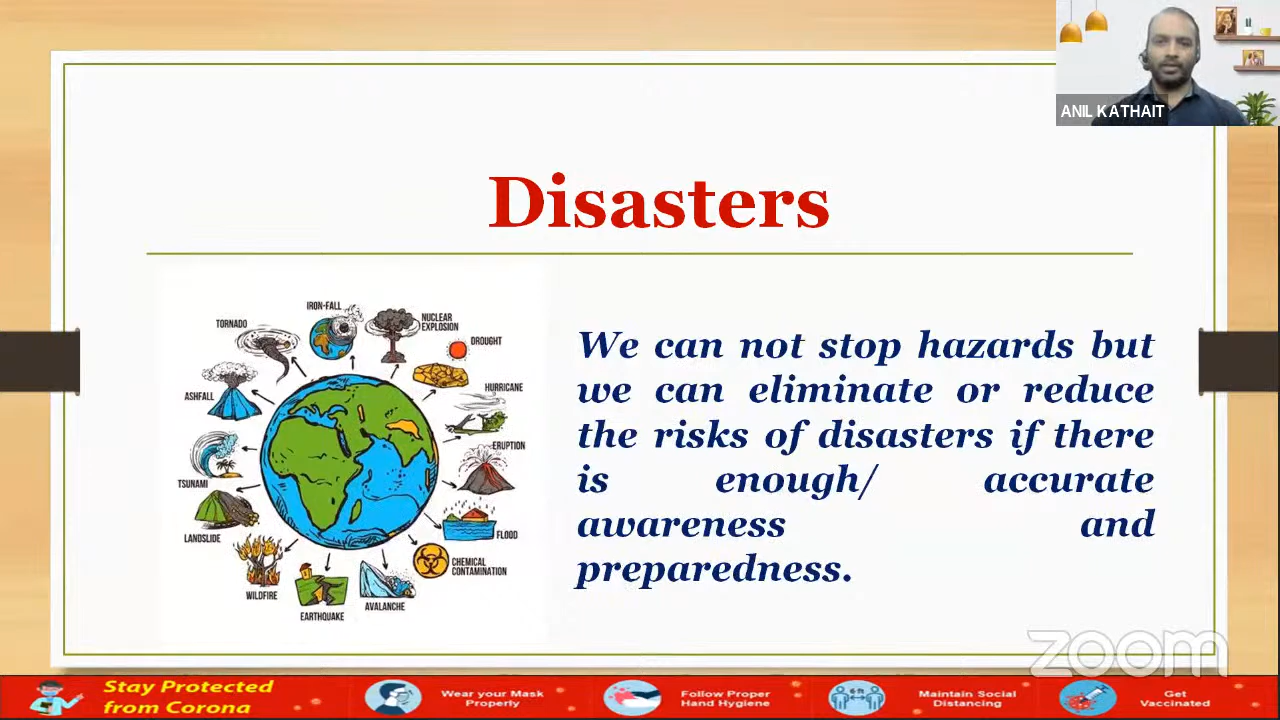 ANIL KATHAIT
Disasters
IRON-FALL
TORNADO
NUCLEAR
EXPLOSION
DROUGHT
ASHFALL
HURRICANE
ERUPTION
TSUNAMI
LANDSLIDE
FLOOD
CHEMICAL
CONTAMINATION
WILDFIRE
EARTHQUAKE
AVALANCHE
We can not stop hazards but
we can eliminate or reduce
the risks of disasters if there
is enough/ accurate
awareness and
preparedness.
zoom
Stay Protected
from Corona
Wear your Mask
Properly
Follow Proper
Hand Hygiene
6 ft
Maintain Social
Distancing
Get
Vaccinated